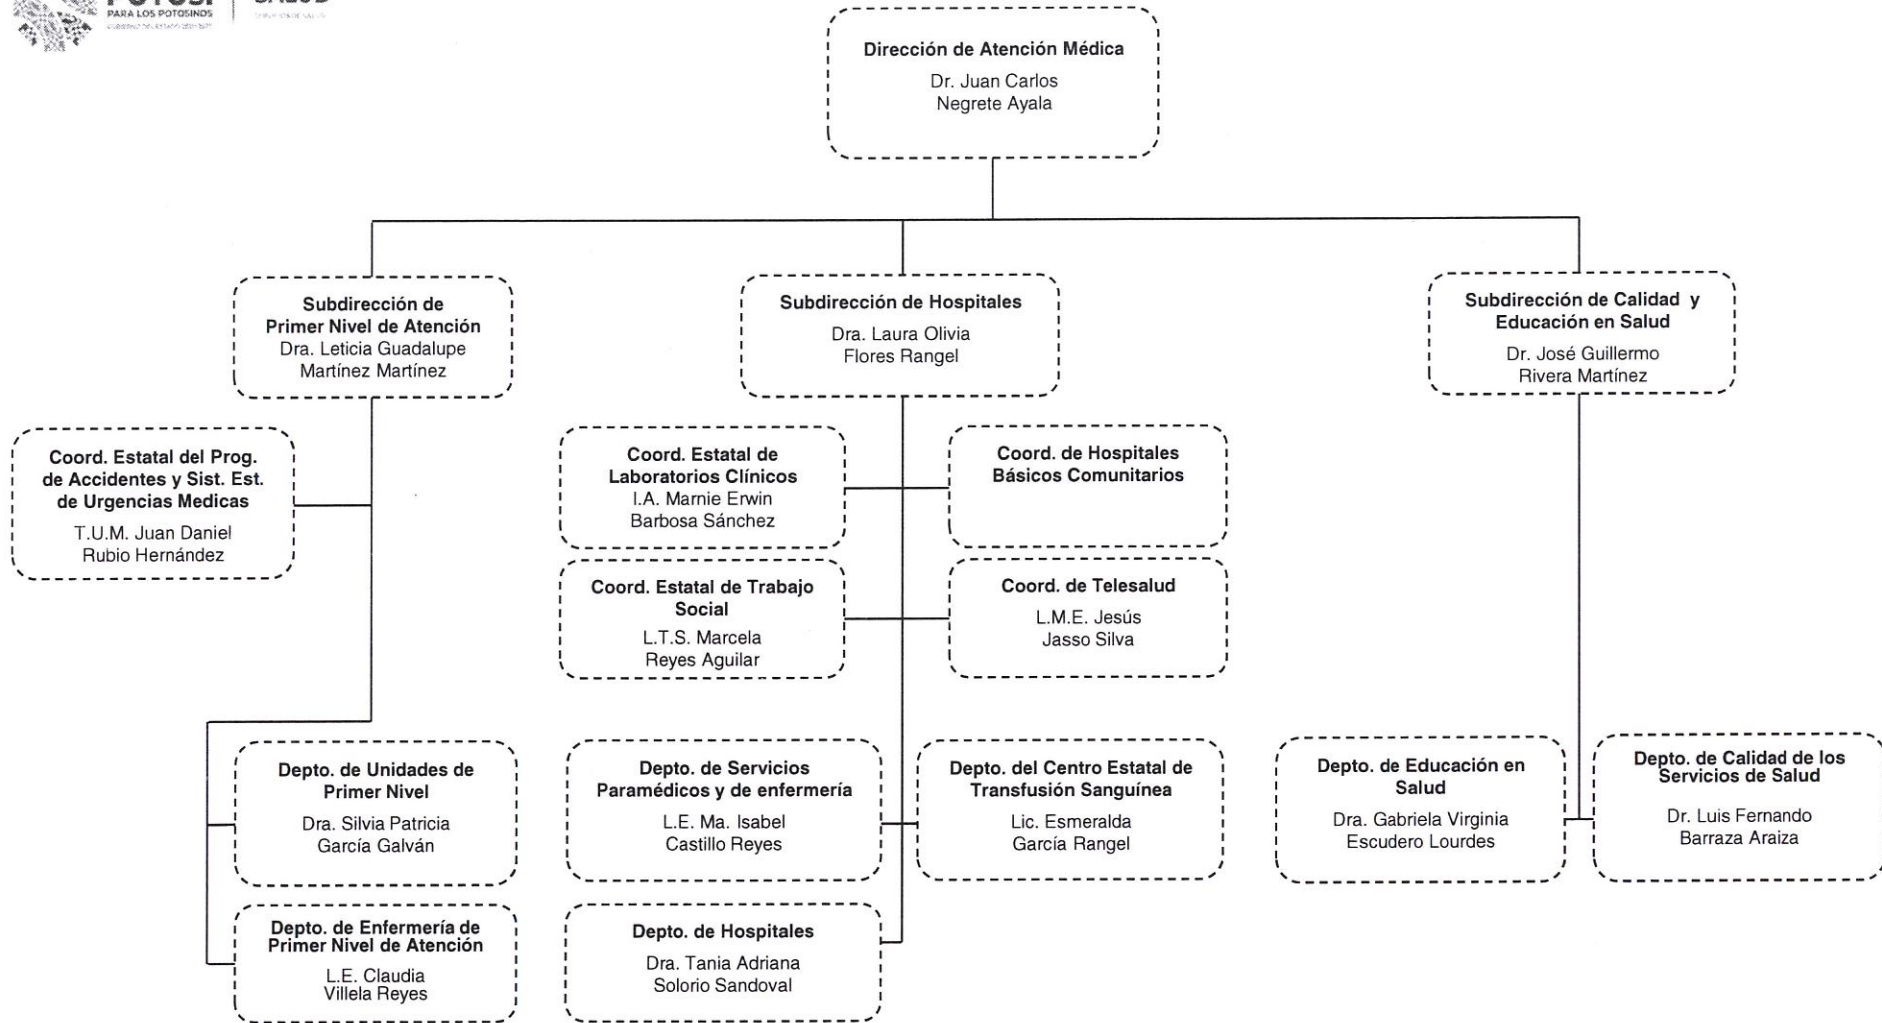 POTOSÍ
PARA LOS POTOSINOS
SALUD
Dirección de Atención Médica
Dr. Juan Carlos
Negrete Ayala
Subdirección de
Primer Nivel de Atención
Dra. Leticia Guadalupe
Martínez Martínez
Subdirección de Hospitales
Dra. Laura Olivia
Flores Rangel
Subdirección de Calidad y
Educación en Salud
Dr. José Guillermo
Rivera Martínez
Coord. Estatal del Prog.
de Accidentes y Sist. Est.
de Urgencias Medicas
T.U.M. Juan Daniel
Rubio Hernández
Coord. Estatal de
Laboratorios Clínicos
I.A. Marnie Erwin
Barbosa Sánchez
Coord. de Hospitales
Básicos Comunitarios
Coord. Estatal de Trabajo
Social
L.T.S. Marcela
Reyes Aguilar
Coord. de Telesalud
L.M.E. Jesús
Jasso Silva
Depto. de Unidades de
Primer Nivel
Dra. Silvia Patricia
García Galván
Depto. de Servicios
Paramédicos y de enfermería
L.E. Ma. Isabel
Castillo Reyes
Depto. del Centro Estatal de
Transfusión Sanguínea
Lic. Esmeralda
García Rangel
Depto. de Educación en
Salud
Dra. Gabriela Virginia
Escudero Lourdes
Depto. de Calidad de los
Servicios de Salud
Dr. Luis Fernando
Barraza Araiza
Depto. de Enfermería de
Primer Nivel de Atención
L.E. Claudia
Villela Reyes
Depto. de Hospitales
Dra. Tania Adriana
Solorio Sandoval